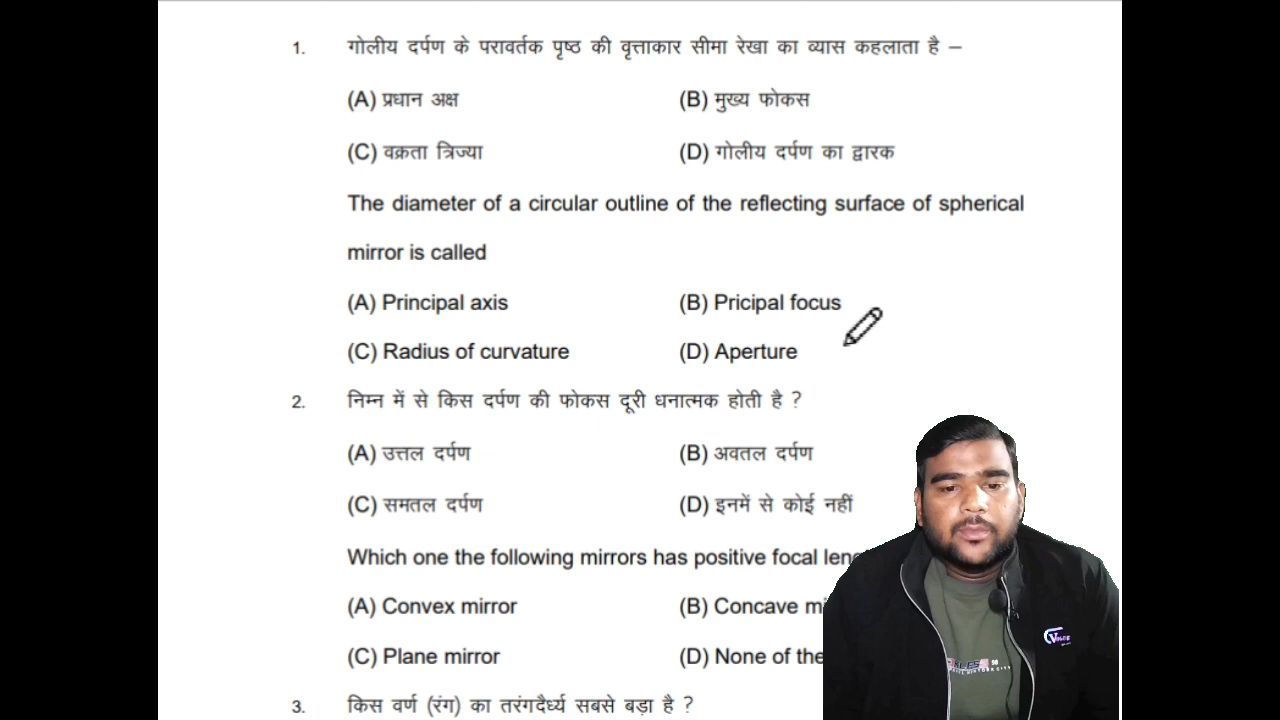 1. गोलीय दर्पण के परावर्तक पृष्ठ की वृत्ताकार सीमा रेखा का व्यास कहलाता है –
(A) प्रधान अक्ष (B) मुख्य फोकस
(C) वक्रता त्रिज्या (D) गोलीय दर्पण का द्वारक
The diameter of a circular outline of the reflecting surface of spherical
mirror is called
(A) Principal axis (B) Pricipal focus
(C) Radius of curvature (D) Aperture
2. निम्न में से किस दर्पण की फोकस दूरी धनात्मक होती है ?
(A) उत्तल दर्पण (B) अवतल दर्पण
(C) समतल दर्पण (D) इनमें से कोई नहीं
Which one the following mirrors has positive focal
(A) Convex mirror (B) Concave
(C) Plane mirror (D) None of
3. किस वर्ण (रंग) का तरंगदैर्ध्य सबसे बड़ा है ?